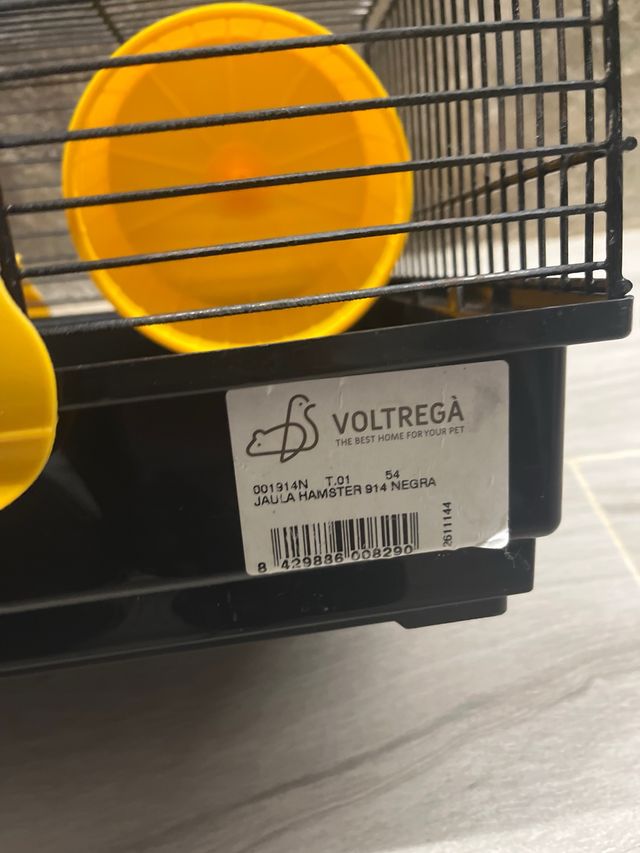 VOLTREGÀ
THE BEST HOME FOR YOUR PET
001914N T.01 54
JAULA HAMSTER 914 NEGRA
8 429886 008290
2611144